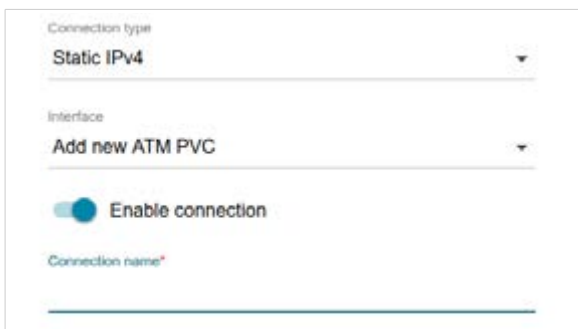 Connection type
Static IPv4
Interface
Add new ATM PVC
Enable connection
Connection name*